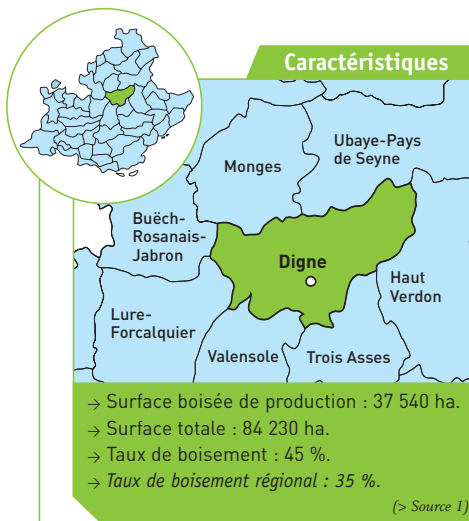 Caractéristiques
Ubaye-Pays
de Seyne
Monges
Buëch-
Rosanais-
Jabron
Digne
Haut
Verdon
Lure-
Forcalquier
Valensole
Trois Asses
→ Surface boisée de production : 37 540 ha.
→ Surface totale : 84 230 ha.
→ Taux de boisement : 45 %.
→ Taux de boisement régional : 35 %.
(> Source 1)